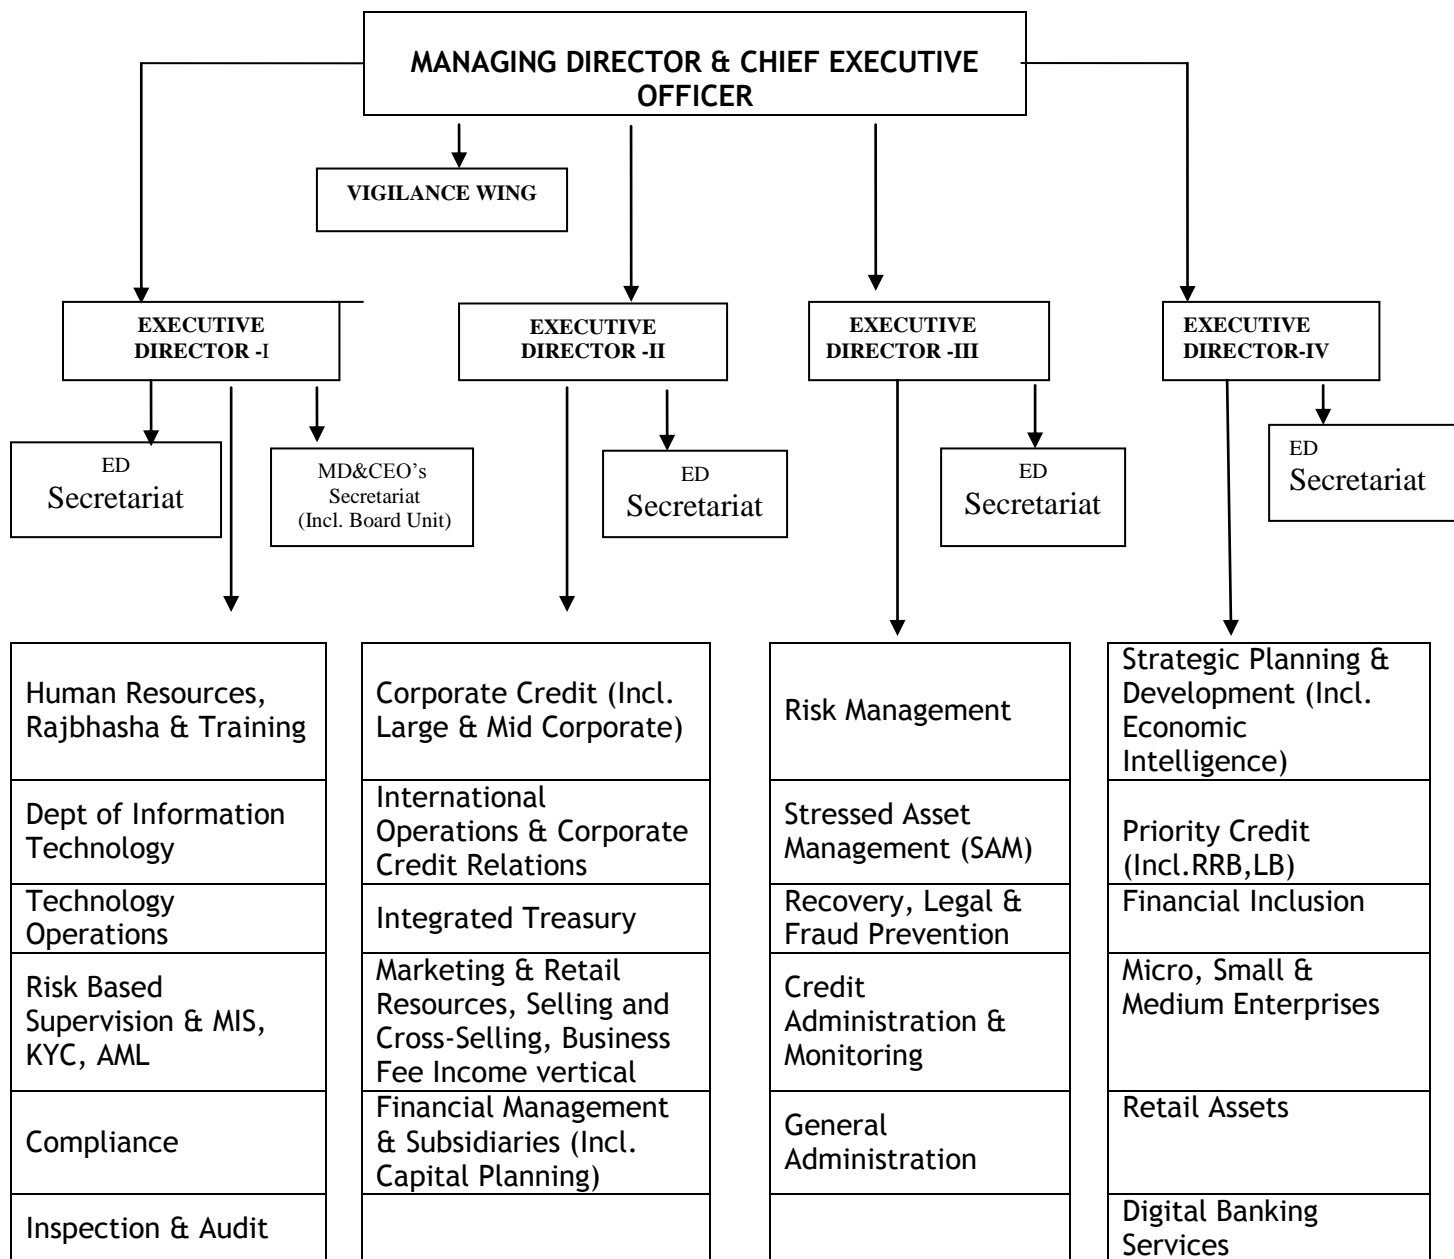 MANAGING DIRECTOR & CHIEF EXECUTIVE
OFFICER
VIGILANCE WING
EXECUTIVE
DIRECTOR -I
EXECUTIVE
DIRECTOR -II
EXECUTIVE
DIRECTOR -III
EXECUTIVE
DIRECTOR-IV
ED
Secretariat
MD&CEO’s
Secretariat
(Incl. Board Unit)
ED
Secretariat
ED
Secretariat
ED
Secretariat
Human Resources,
Rajbhasha & Training
Dept of Information
Technology
Technology
Operations
Risk Based
Supervision & MIS,
KYC, AML
Compliance
Inspection & Audit
Corporate Credit (Incl.
Large & Mid Corporate)
International
Operations & Corporate
Credit Relations
Integrated Treasury
Marketing & Retail
Resources, Selling and
Cross-Selling, Business
Fee Income vertical
Financial Management
& Subsidiaries (Incl.
Capital Planning)
Risk Management
Stressed Asset
Management (SAM)
Recovery, Legal &
Fraud Prevention
Credit
Administration &
Monitoring
General
Administration
Strategic Planning &
Development (Incl.
Economic
Intelligence)
Priority Credit
(Incl.RRB,LB)
Financial Inclusion
Micro, Small &
Medium Enterprises
Retail Assets
Digital Banking
Services